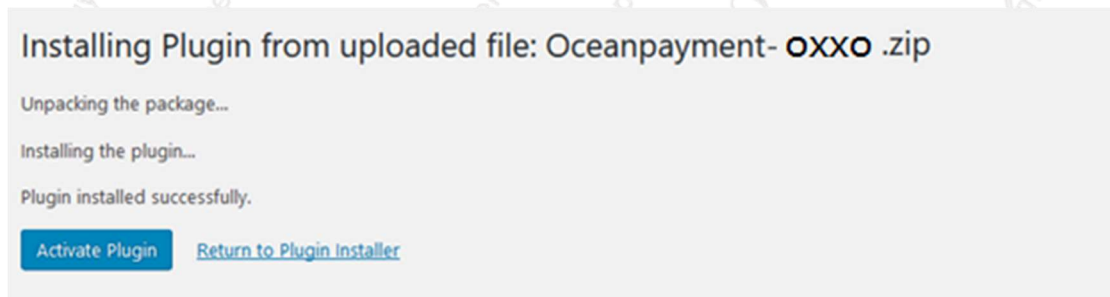 Installing Plugin from uploaded file: Oceanpayment- OXXO .zip
Unpacking the package...
Installing the plugin...
Plugin installed successfully.
Activate Plugin Return to Plugin Installer